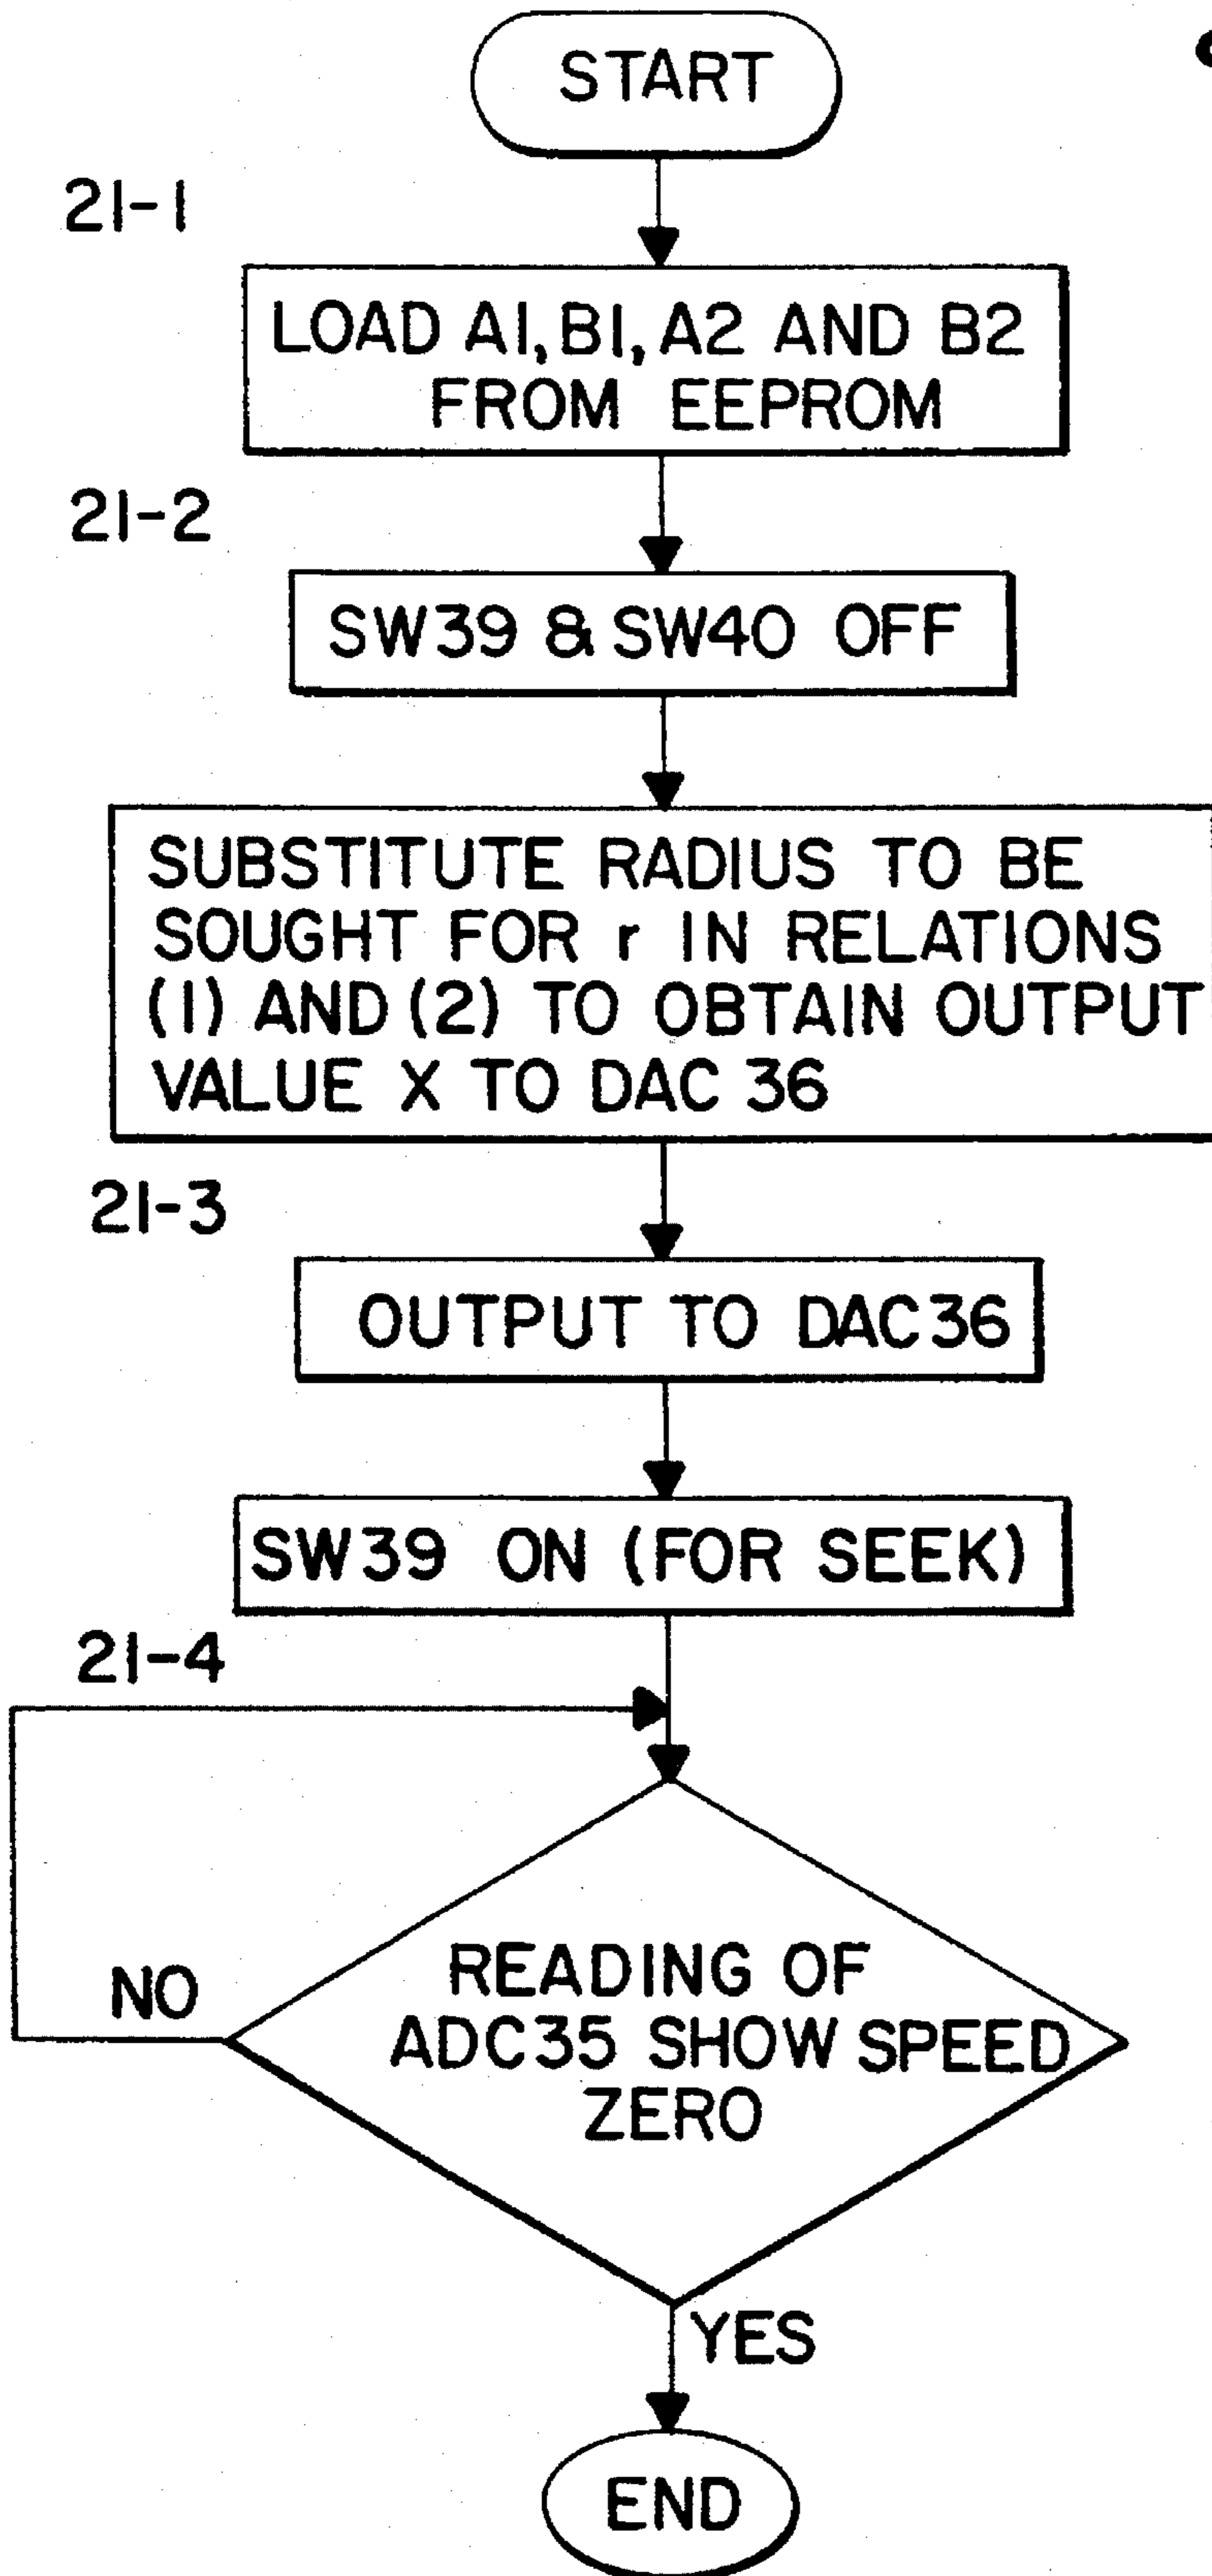 START
21-1
LOAD A1, B1, A2 AND B2
FROM EEPROM
21-2
SW39 & SW40 OFF
SUBSTITUTE RADIUS TO BE
SOUGHT FOR r IN RELATIONS
(1) AND (2) TO OBTAIN OUTPUT
VALUE X TO DAC 36
21-3
OUTPUT TO DAC36
SW39 ON (FOR SEEK)
21-4
NO
READING OF
ADC35 SHOW SPEED
ZERO
YES
END